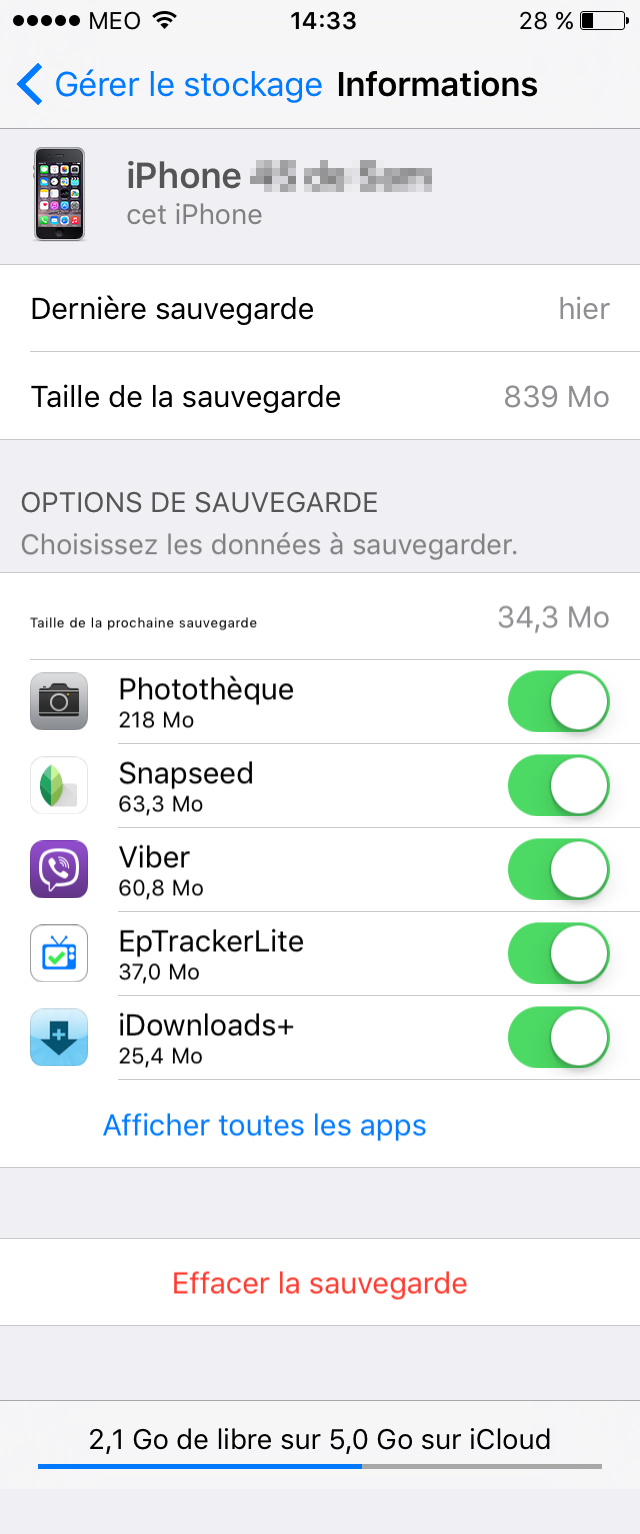 MEO 14:33 28 %
Gérer le stockage Informations
iPhone
cet iPhone
Dernière sauvegarde hier
Taille de la sauvegarde 839 Mo
OPTIONS DE SAUVEGARDE
Choisissez les données à sauvegarder.
Taille de la prochaine sauvegarde 34,3 Mo
Photothèque
218 Mo
Snapseed
63,3 Mo
Viber
60,8 Mo
EpTrackerLite
37,0 Mo
iDownloads+
25,4 Mo
Afficher toutes les apps
Effacer la sauvegarde
2,1 Go de libre sur 5,0 Go sur iCloud